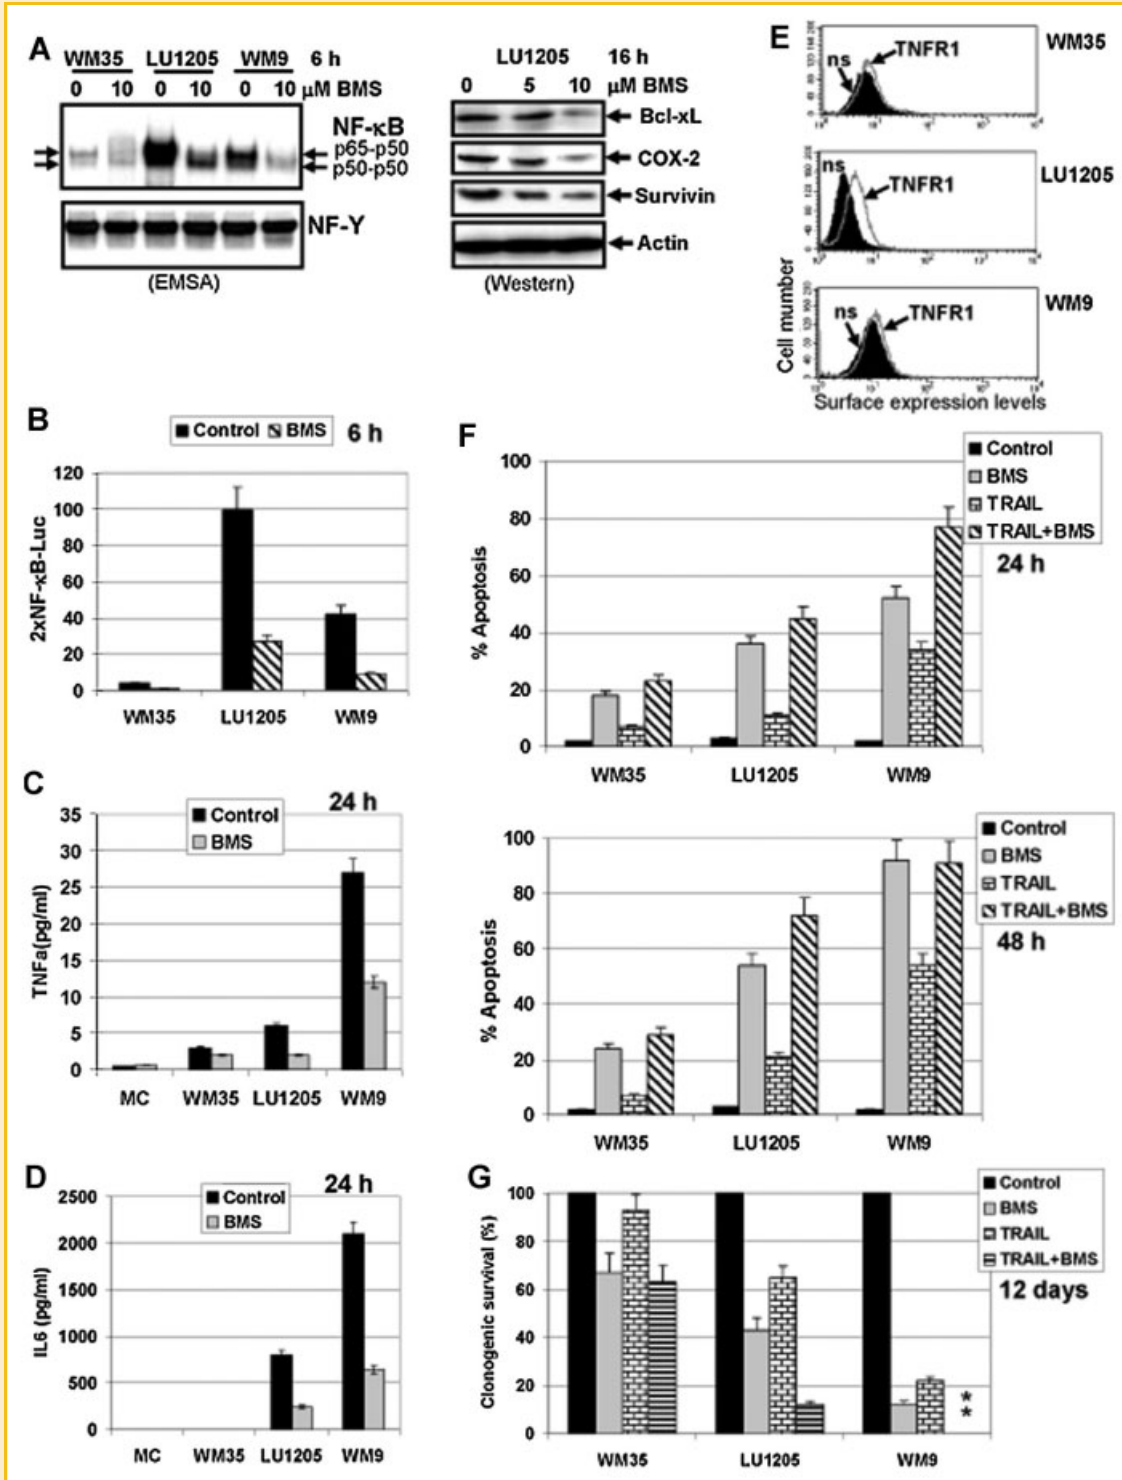 A
WM35 LU1205 WM9 6 h
0 10 0 10 0 10 µM BMS
NF-κB
p65-p50
p50-p50
NF-Y
(EMSA)
LU1205 16 h
0 5 10 µM BMS
Bcl-xL
COX-2
Survivin
Actin
(Western)
E
ns TNFR1 WM35
ns TNFR1 LU1205
ns TNFR1 WM9
Cell mumber
Surface expression levels
B
Control BMS 6 h
2xNF-κB-Luc
120
100
80
60
40
20
0
WM35 LU1205 WM9
C
24 h
Control
BMS
TNFa(pg/ml)
35
30
25
20
15
10
5
0
MC WM35 LU1205 WM9
D
24 h
Control
BMS
IL6 (pg/ml)
2500
2000
1500
1000
500
0
MC WM35 LU1205 WM9
F
Control
BMS
TRAIL
TRAIL+BMS
24 h
% Apoptosis
100
80
60
40
20
0
WM35 LU1205 WM9
Control
BMS
TRAIL
TRAIL+BMS
48 h
% Apoptosis
100
80
60
40
20
0
WM35 LU1205 WM9
G
Control
BMS
TRAIL
TRAIL+BMS
12 days
Clonogenic survival (%)
100
80
60
40
20
0
*
*
WM35 LU1205 WM9